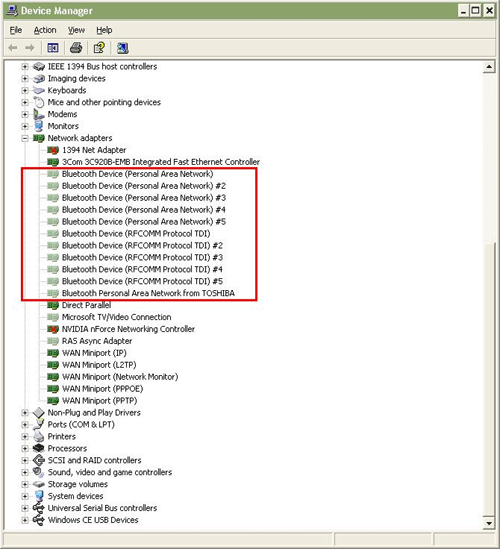 Device Manager
File Action View Help
IEEE 1394 Bus host controllers
Imaging devices
Keyboards
Mice and other pointing devices
Modems
Monitors
Network adapters
1394 Net Adapter
3Com 3C920B-EMB Integrated Fast Ethernet Controller
Bluetooth Device (Personal Area Network)
Bluetooth Device (Personal Area Network) #2
Bluetooth Device (Personal Area Network) #3
Bluetooth Device (Personal Area Network) #4
Bluetooth Device (Personal Area Network) #5
Bluetooth Device (RFCOMM Protocol TDI)
Bluetooth Device (RFCOMM Protocol TDI) #2
Bluetooth Device (RFCOMM Protocol TDI) #3
Bluetooth Device (RFCOMM Protocol TDI) #4
Bluetooth Device (RFCOMM Protocol TDI) #5
Bluetooth Personal Area Network from TOSHIBA
Direct Parallel
Microsoft TV/Video Connection
NVIDIA nForce Networking Controller
RAS Async Adapter
WAN Miniport (IP)
WAN Miniport (L2TP)
WAN Miniport (Network Monitor)
WAN Miniport (PPPOE)
WAN Miniport (PPTP)
Non-Plug and Play Drivers
Ports (COM & LPT)
Printers
Processors
SCSI and RAID controllers
Sound, video and game controllers
Storage volumes
System devices
Universal Serial Bus controllers
Windows CE USB Devices